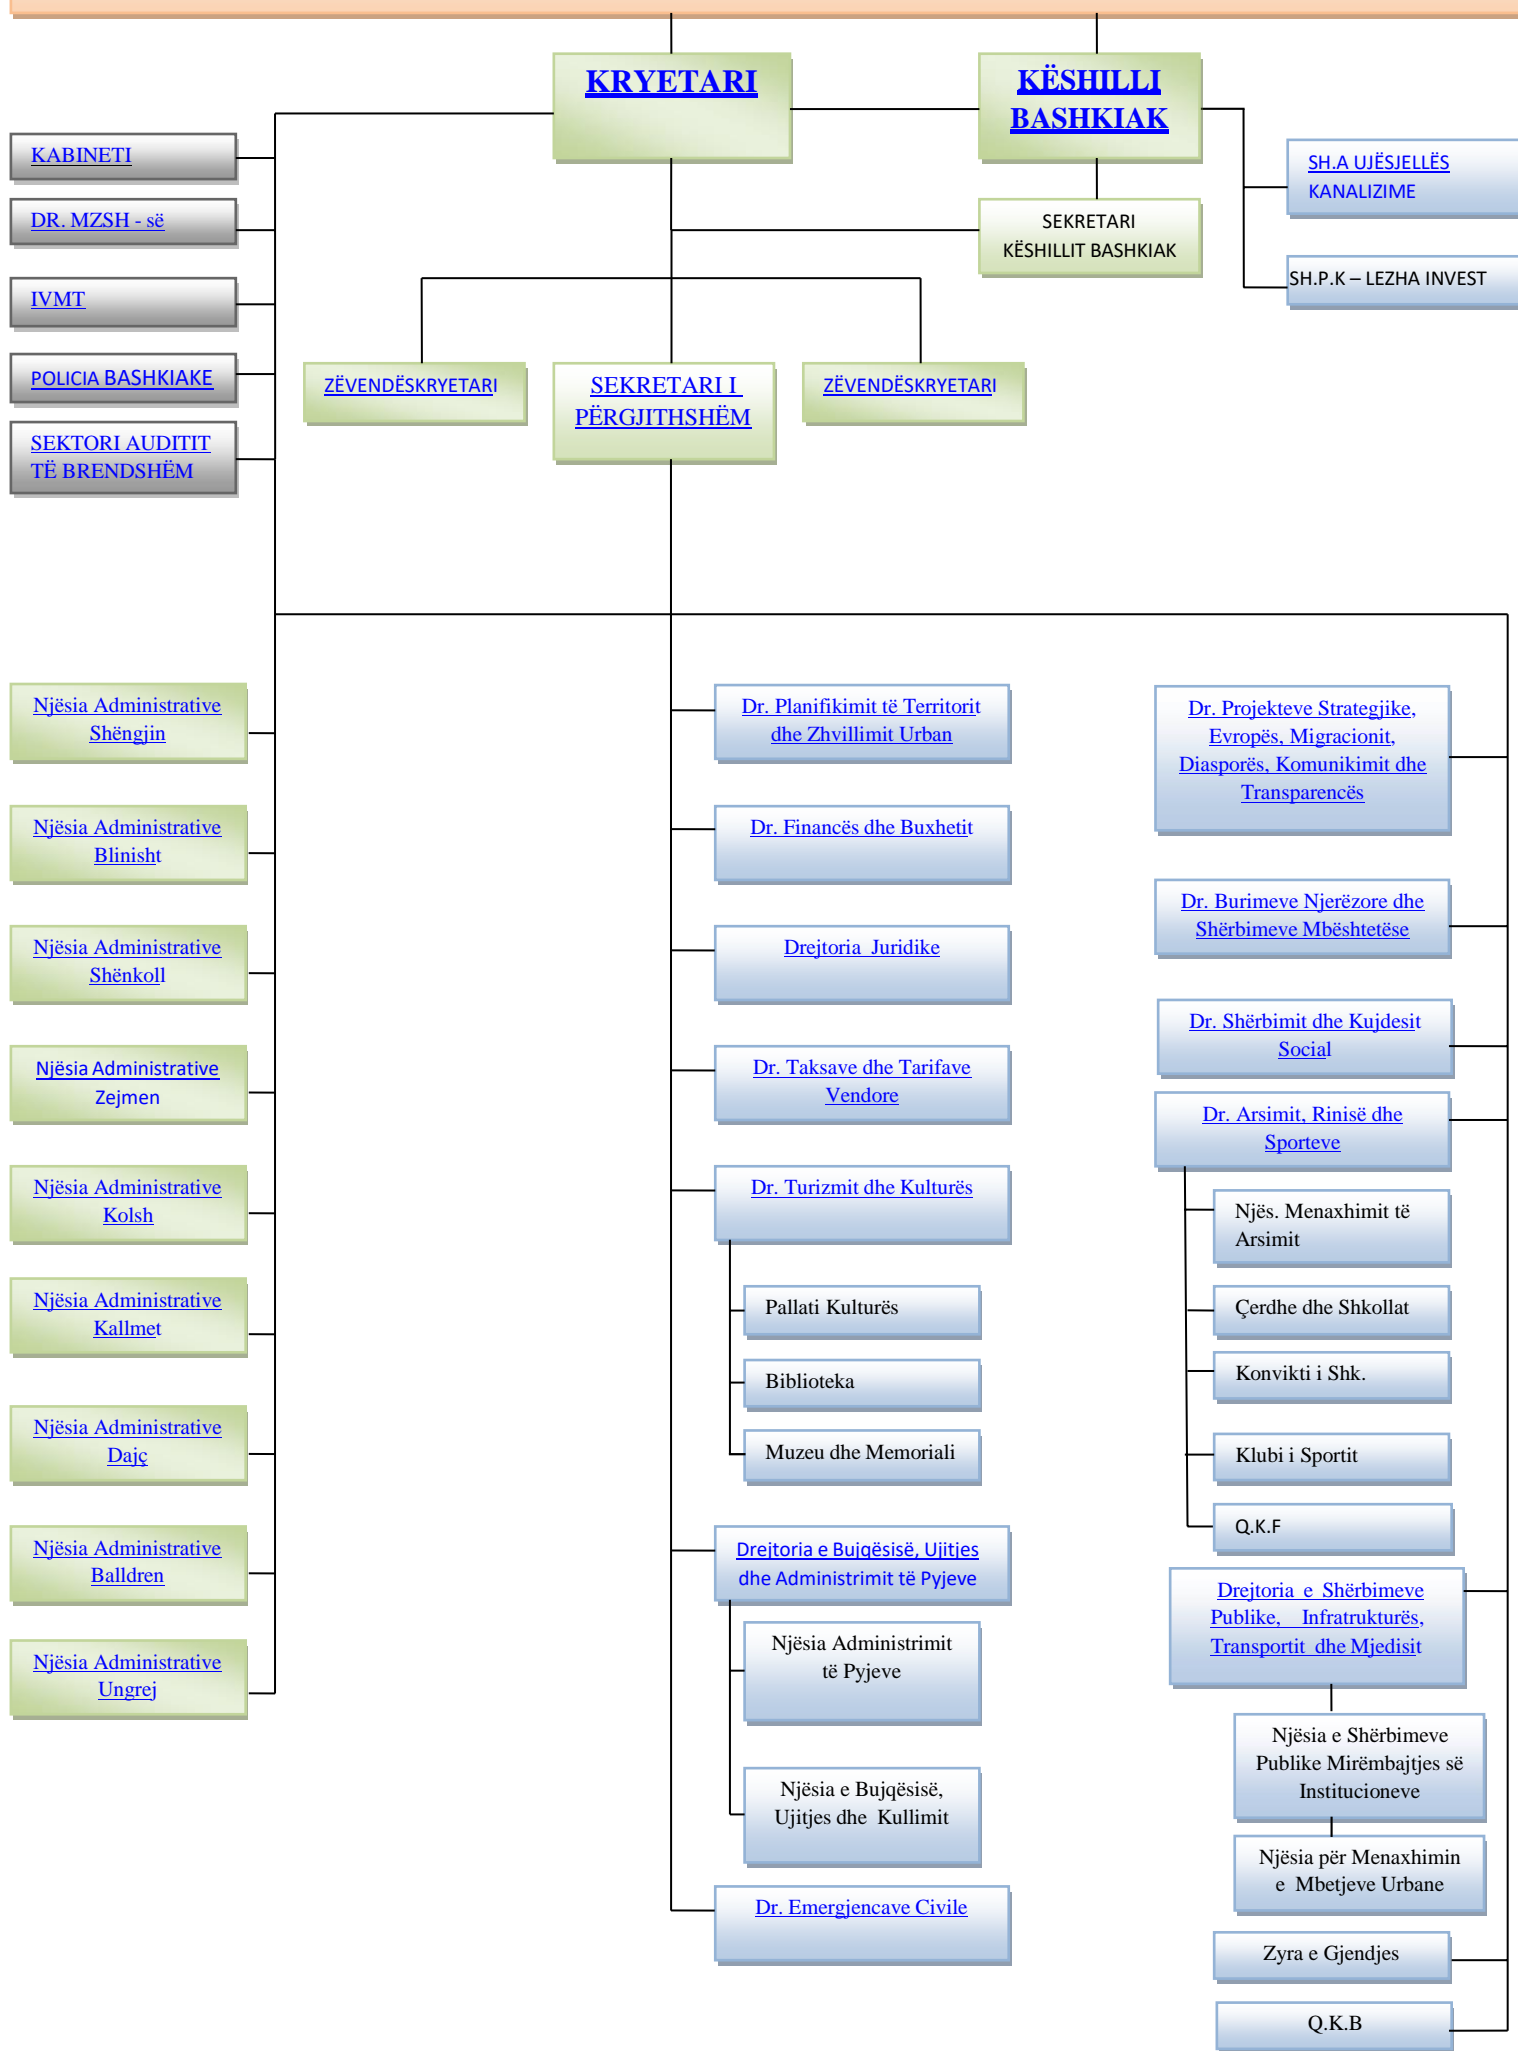 KRYETARI
KËSHILLI
BASHKIAK
KABINETI
DR. MZSH - së
IVMT
POLICIA BASHKIAKE
SEKTORI AUDITIT
TË BRENDSHËM
SH.A UJËSJELLËS
KANALIZIME
SEKRETARI
KËSHILLIT BASHKIAK
SH.P.K – LEZHA INVEST
ZËVENDËSKRYETARI
SEKRETARI I
PËRGJITHSHËM
ZËVENDËSKRYETARI
Njësia Administrative
Shëngjin
Njësia Administrative
Blinisht
Njësia Administrative
Shënkoll
Njësia Administrative
Zejmen
Njësia Administrative
Kolsh
Njësia Administrative
Kallmet
Njësia Administrative
Dajç
Njësia Administrative
Balldren
Njësia Administrative
Ungrej
Dr. Planifikimit të Territorit
dhe Zhvillimit Urban
Dr. Financës dhe Buxhetit
Drejtoria Juridike
Dr. Taksave dhe Tarifave
Vendore
Dr. Turizmit dhe Kulturës
Pallati Kulturës
Biblioteka
Muzeu dhe Memoriali
Drejtoria e Bujqësisë, Ujitjes
dhe Administrimit të Pyjeve
Njësia Administrimit
të Pyjeve
Njësia e Bujqësisë,
Ujitjes dhe Kullimit
Dr. Emergjencave Civile
Dr. Projekteve Strategjike,
Evropës, Migracionit,
Diasporës, Komunikimit dhe
Transparencës
Dr. Burimeve Njerëzore dhe
Shërbimeve Mbështetëse
Dr. Shërbimit dhe Kujdesit
Social
Dr. Arsimit, Rinisë dhe
Sporteve
Njës. Menaxhimit të
Arsimit
Çerdhe dhe Shkollat
Konvikti i Shk.
Klubi i Sportit
Q.K.F
Drejtoria e Shërbimeve
Publike, Infratrukturës,
Transportit dhe Mjedisit
Njësia e Shërbimeve
Publike Mirëmbajtjes së
Institucioneve
Njësia për Menaxhimin
e Mbetjeve Urbane
Zyra e Gjendjes
Q.K.B